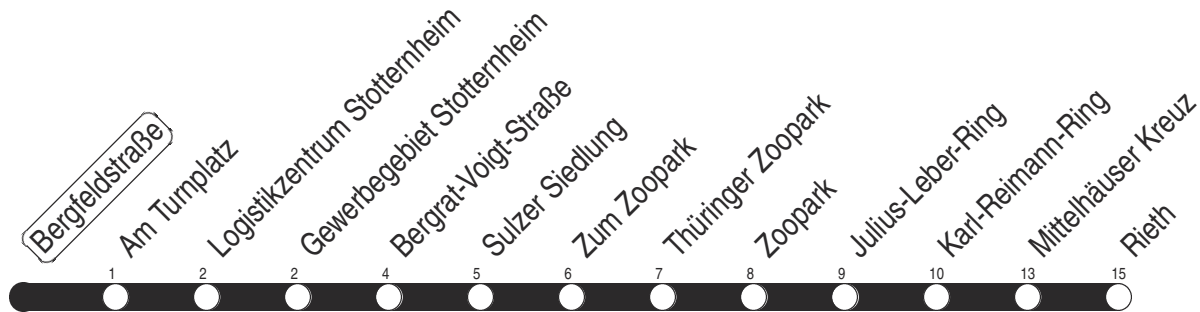 Bergfeldstraße
Am Turnplatz
Logistikzentrum Stotternheim
Gewerbegebiet Stotternheim
Bergrat-Voigt-Straße
Sulzer Siedlung
Zum Zoopark
Thüringer Zoopark
Zoopark
Julius-Leber-Ring
Karl-Reimann-Ring
Mittelhäuser Kreuz
Rieth
1 2 2 4 5 6 7 8 9 10 13 15